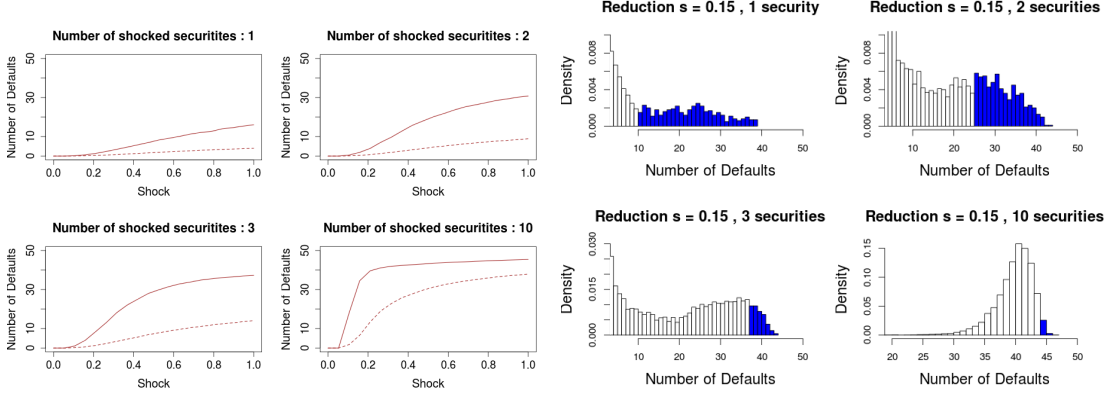 Number of shocked securitites : 1
Number of Defaults
50
30
10
0
0.0 0.2 0.4 0.6 0.8 1.0
Shock
Number of shocked securitites : 2
Number of Defaults
50
30
10
0
0.0 0.2 0.4 0.6 0.8 1.0
Shock
Reduction s = 0.15 , 1 security
Density
0.008
0.004
0.000
10 20 30 40 50
Number of Defaults
Reduction s = 0.15 , 2 securities
Density
0.008
0.004
0.000
10 20 30 40 50
Number of Defaults
Number of shocked securitites : 3
Number of Defaults
50
30
10
0
0.0 0.2 0.4 0.6 0.8 1.0
Shock
Number of shocked securitites : 10
Number of Defaults
50
30
10
0
0.0 0.2 0.4 0.6 0.8 1.0
Shock
Reduction s = 0.15 , 3 securities
Density
0.030
0.015
0.000
10 20 30 40 50
Number of Defaults
Reduction s = 0.15 , 10 securities
Density
0.15
0.10
0.05
0.00
20 25 30 35 40 45 50
Number of Defaults